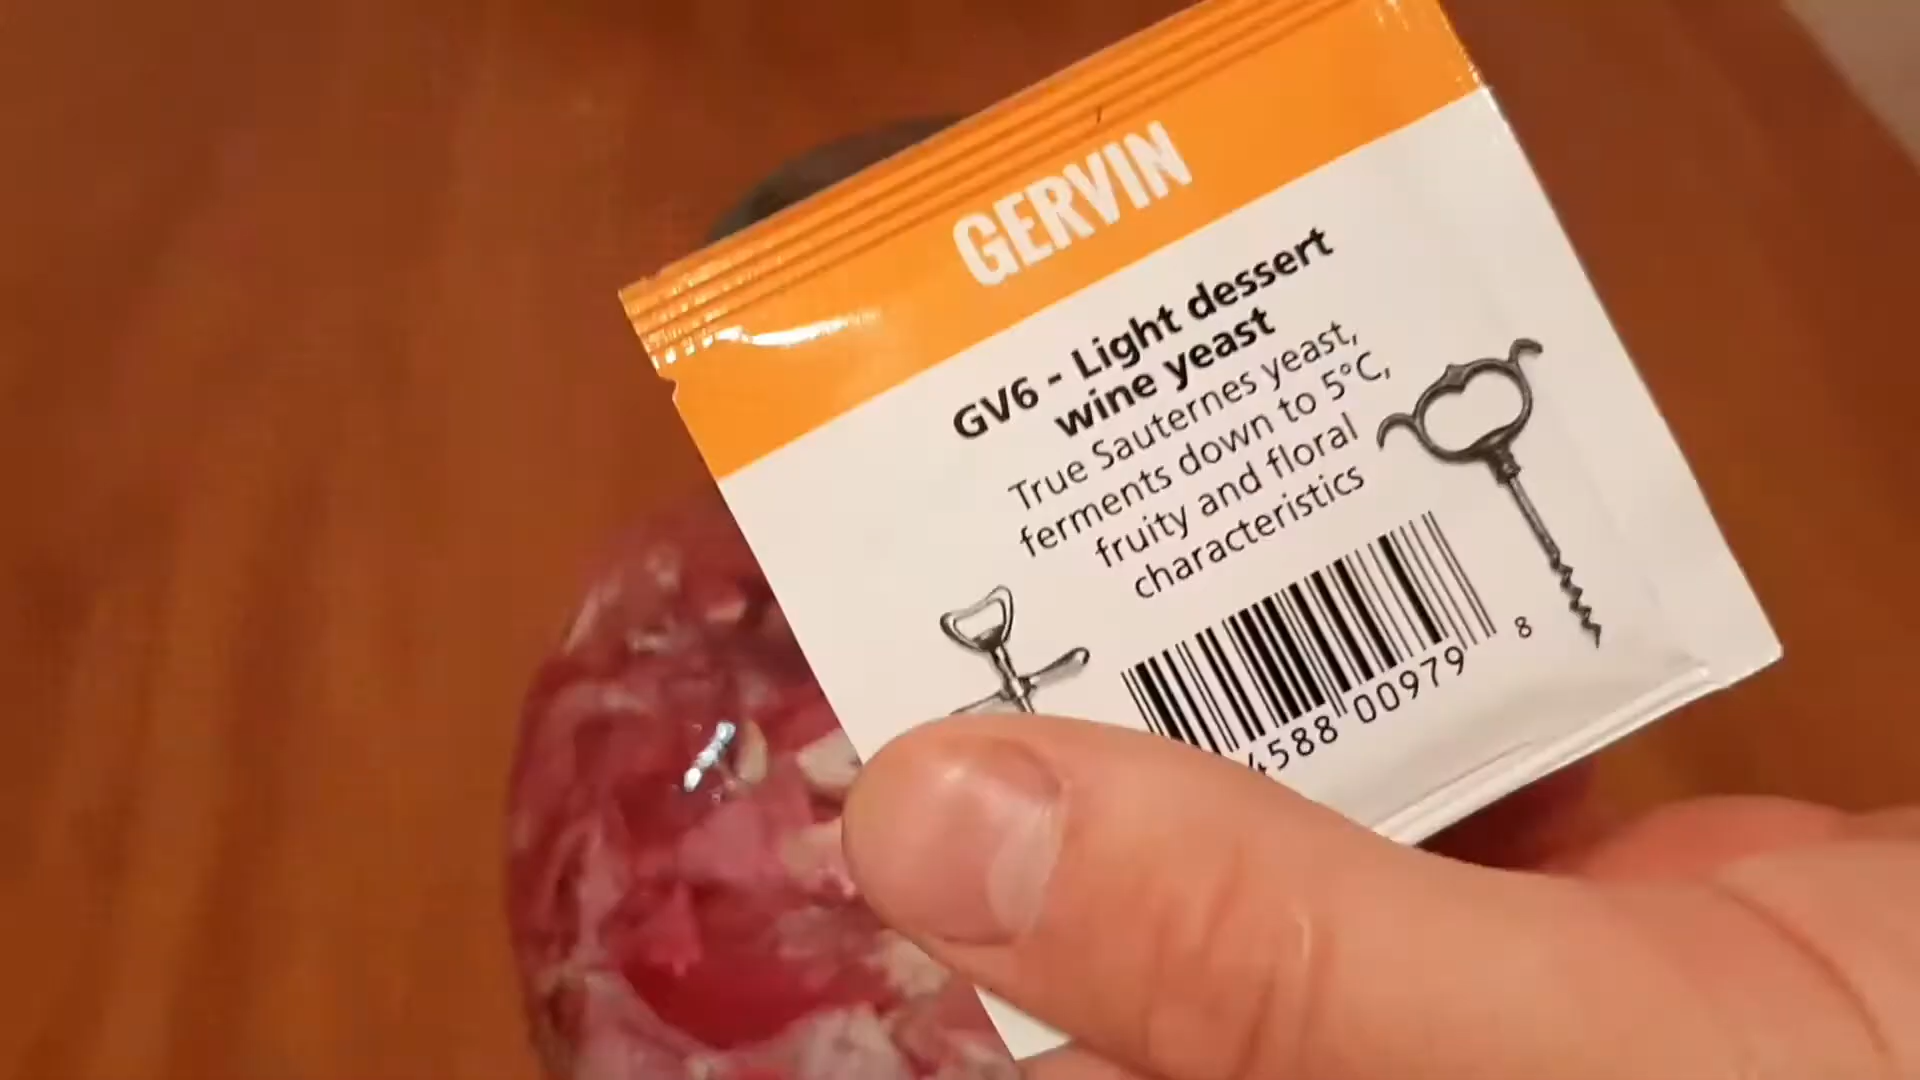 GERVIN
GV6 - Light dessert
wine yeast
True Sauternes yeast,
ferments down to 5°C,
fruity and floral
characteristics
4588 00979 8